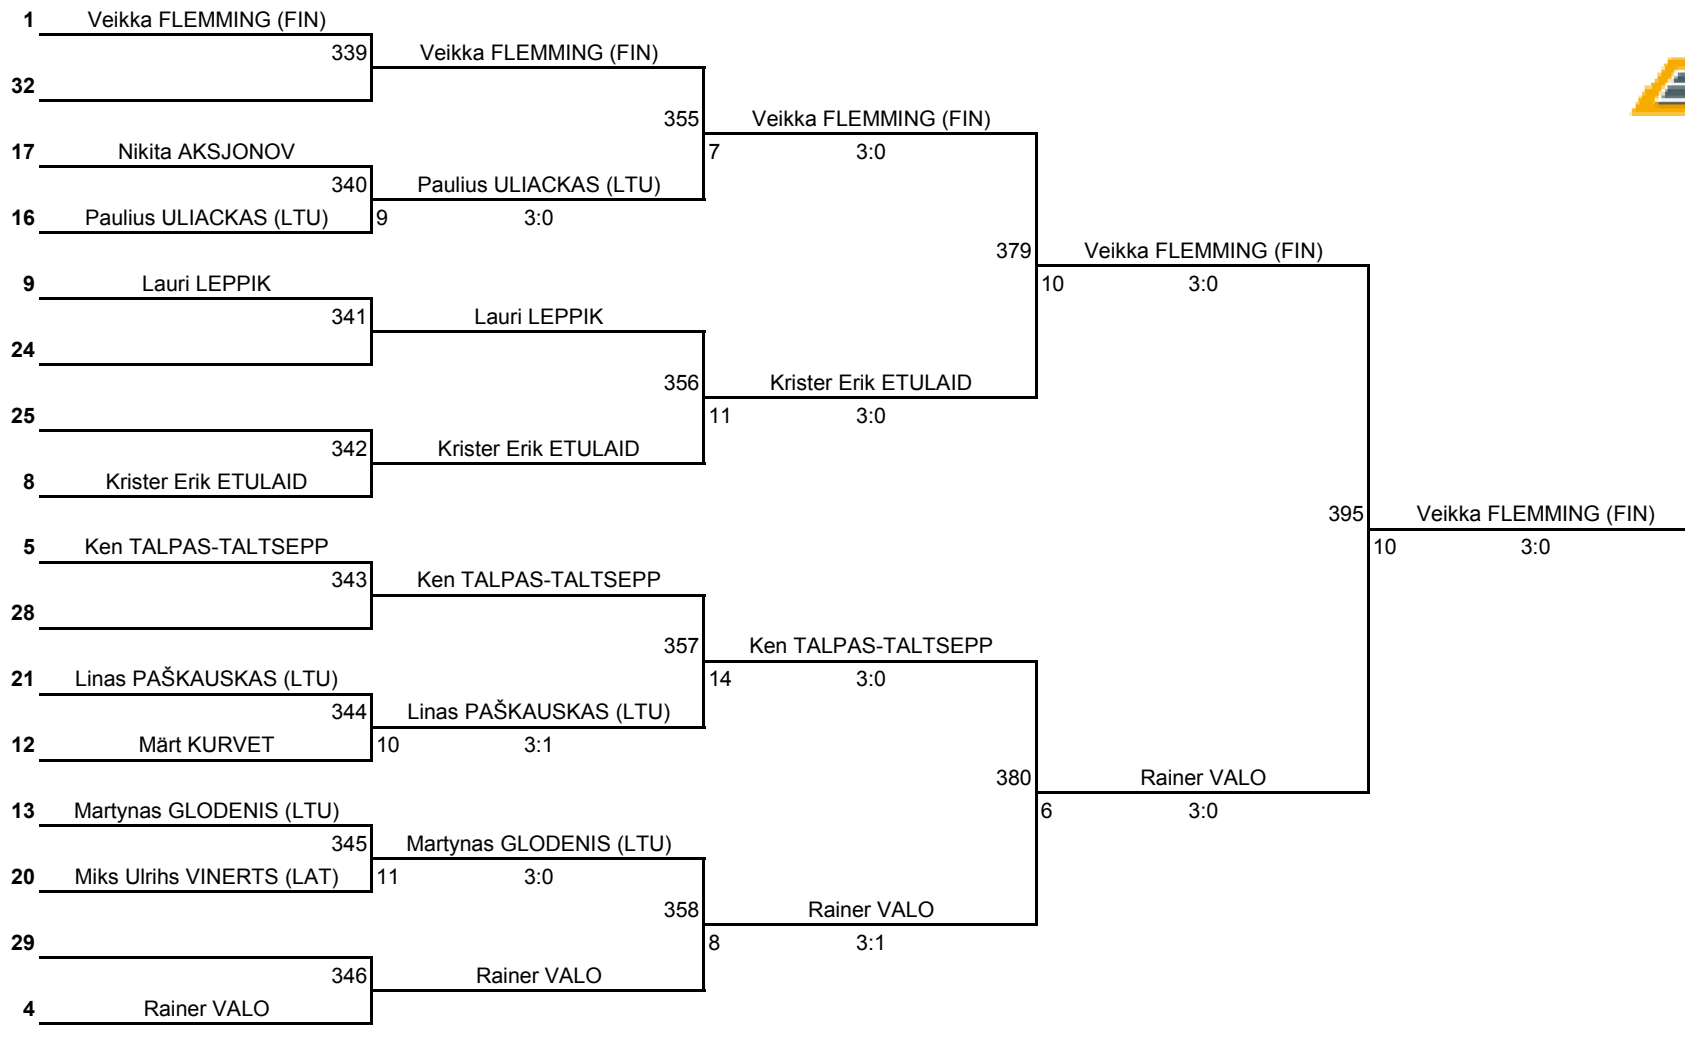 1 Veikka FLEMMING (FIN)
339 Veikka FLEMMING (FIN)
32
355 Veikka FLEMMING (FIN)
17 Nikita AKSJONOV 7 3:0
340 Paulius ULIACKAS (LTU)
16 Paulius ULIACKAS (LTU) 9 3:0
379 Veikka FLEMMING (FIN)
9 Lauri LEPPIK 10 3:0
341 Lauri LEPPIK
24
356 Krister Erik ETULAID
25 11 3:0
342 Krister Erik ETULAID
8 Krister Erik ETULAID
395 Veikka FLEMMING (FIN)
5 Ken TALPAS-TALTSEPP 10 3:0
343 Ken TALPAS-TALTSEPP
28
357 Ken TALPAS-TALTSEPP
21 Linas PAŠKAUSKAS (LTU) 14 3:0
344 Linas PAŠKAUSKAS (LTU)
12 Märt KURVET 10 3:1
380 Rainer VALO
13 Martynas GLODENIS (LTU) 6 3:0
345 Martynas GLODENIS (LTU)
20 Miks Ulrihs VINERTS (LAT) 11 3:0
358 Rainer VALO
29 8 3:1
346 Rainer VALO
4 Rainer VALO